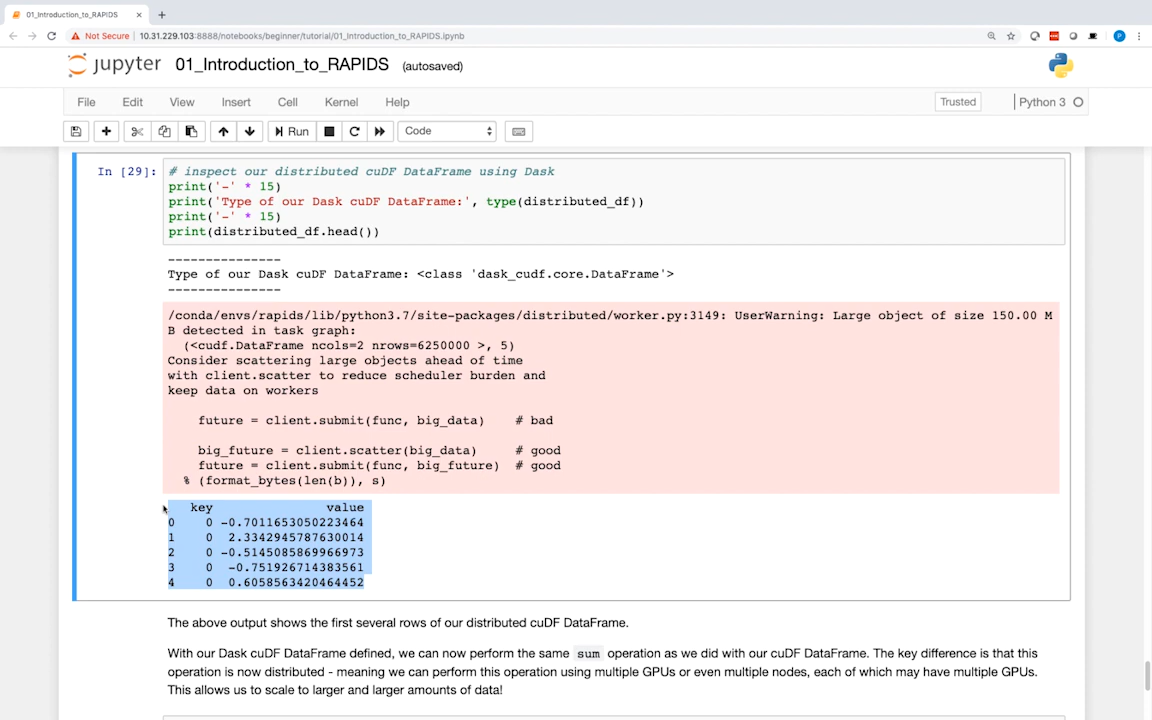 01_Introduction_to_RAPIDS
Not Secure 10.31.229.103:8888/notebooks/beginner/tutorial/01_Introduction_to_RAPIDS.ipynb
P
jupyter 01_Introduction_to_RAPIDS (autosaved)
File Edit View Insert Cell Kernel Help Trusted Python 3
Run Code
In [29]: # inspect our distributed cuDF DataFrame using Dask
print('-' * 15)
print('Type of our Dask cuDF DataFrame:', type(distributed_df))
print('-' * 15)
print(distributed_df.head())
---------------
Type of our Dask cuDF DataFrame: <class 'dask_cudf.core.DataFrame'>
---------------
/conda/envs/rapids/lib/python3.7/site-packages/distributed/worker.py:3149: UserWarning: Large object of size 150.00 M
B detected in task graph:
(<cudf.DataFrame ncols=2 nrows=6250000 >, 5)
Consider scattering large objects ahead of time
with client.scatter to reduce scheduler burden and
keep data on workers
future = client.submit(func, big_data) # bad
big_future = client.scatter(big_data) # good
future = client.submit(func, big_future) # good
% (format_bytes(len(b)), s)
key value
0 0 -0.7011653050223464
1 0 2.3342945787630014
2 0 -0.5145085869966973
3 0 -0.751926714383561
4 0 0.6058563420464452
The above output shows the first several rows of our distributed cuDF DataFrame.
With our Dask cuDF DataFrame defined, we can now perform the same sum operation as we did with our cuDF DataFrame. The key difference is that this
operation is now distributed - meaning we can perform this operation using multiple GPUs or even multiple nodes, each of which may have multiple GPUs.
This allows us to scale to larger and larger amounts of data!